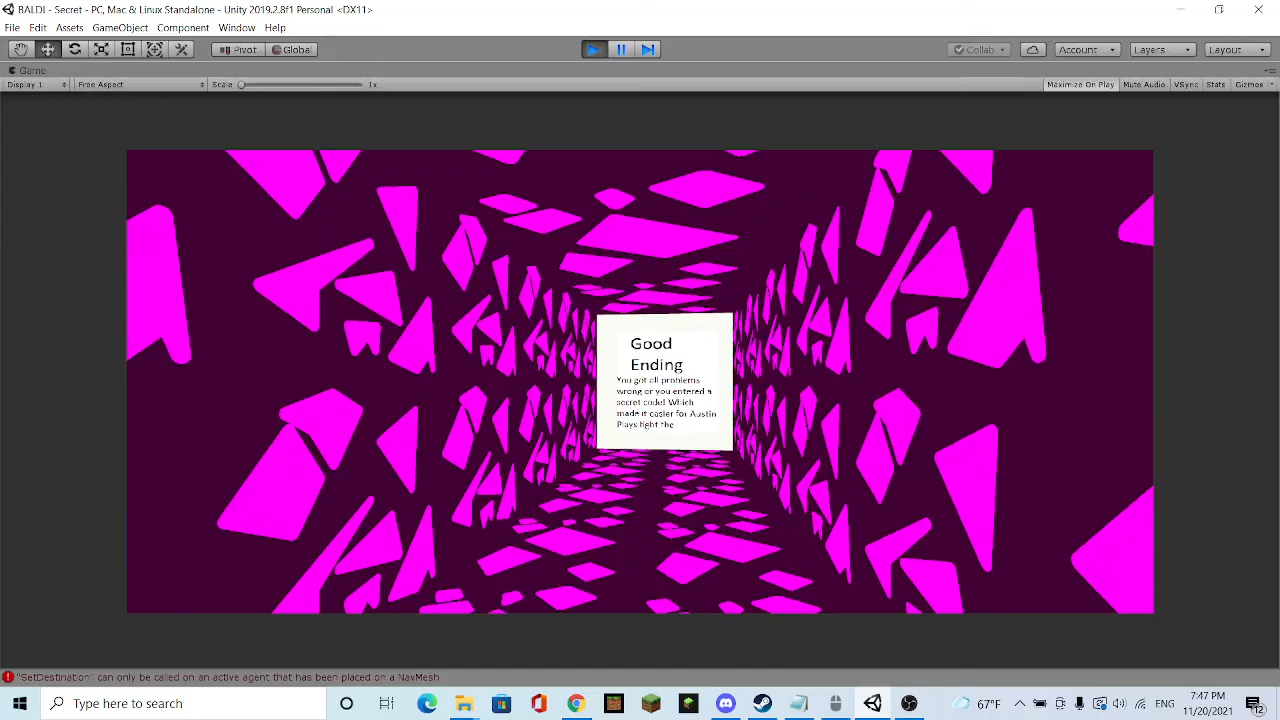 BALDI - Secret - PC, Mac & Linux Standalone - Unity 2019.2.8f1 Personal <DX11>
File Edit Assets GameObject Component Window Help
Pivot Global Collab Account Layers Layout
Game
Display 1 Free Aspect Scale 1x Maximize On Play Mute Audio VSync Stats Gizmos
Good
Ending
You got all problems
wrong or you entered a
secret code! Which
made it easier for Austin
Plays fight the
"SetDestination" can only be called on an active agent that has been placed on a NavMesh.
Type here to search
67°F
ENG
7:47 PM
11/20/2021
12